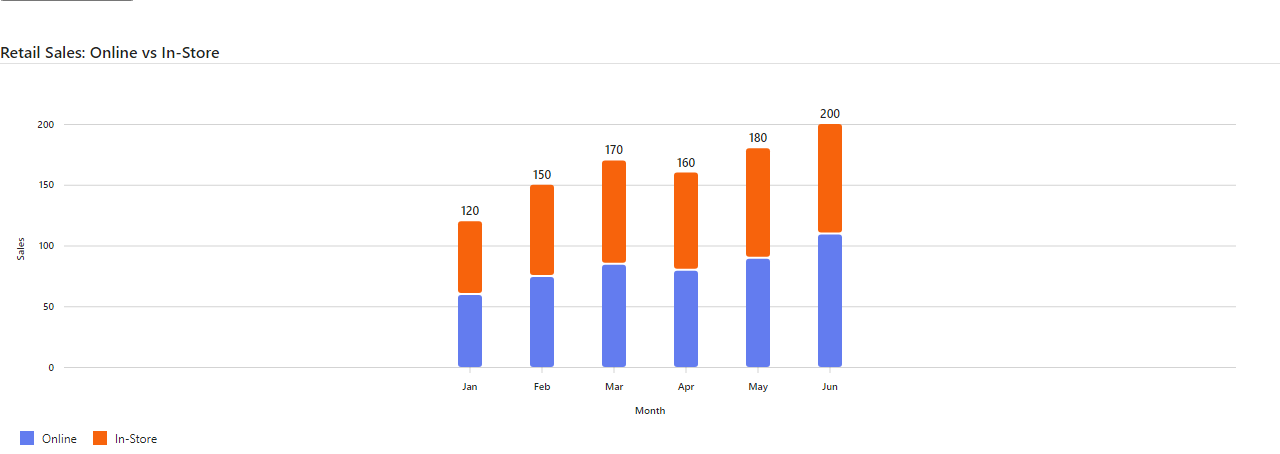 Retail Sales: Online vs In-Store
200
150
100
50
0
Sales
120
150
170
160
180
200
Jan Feb Mar Apr May Jun
Month
Online In-Store